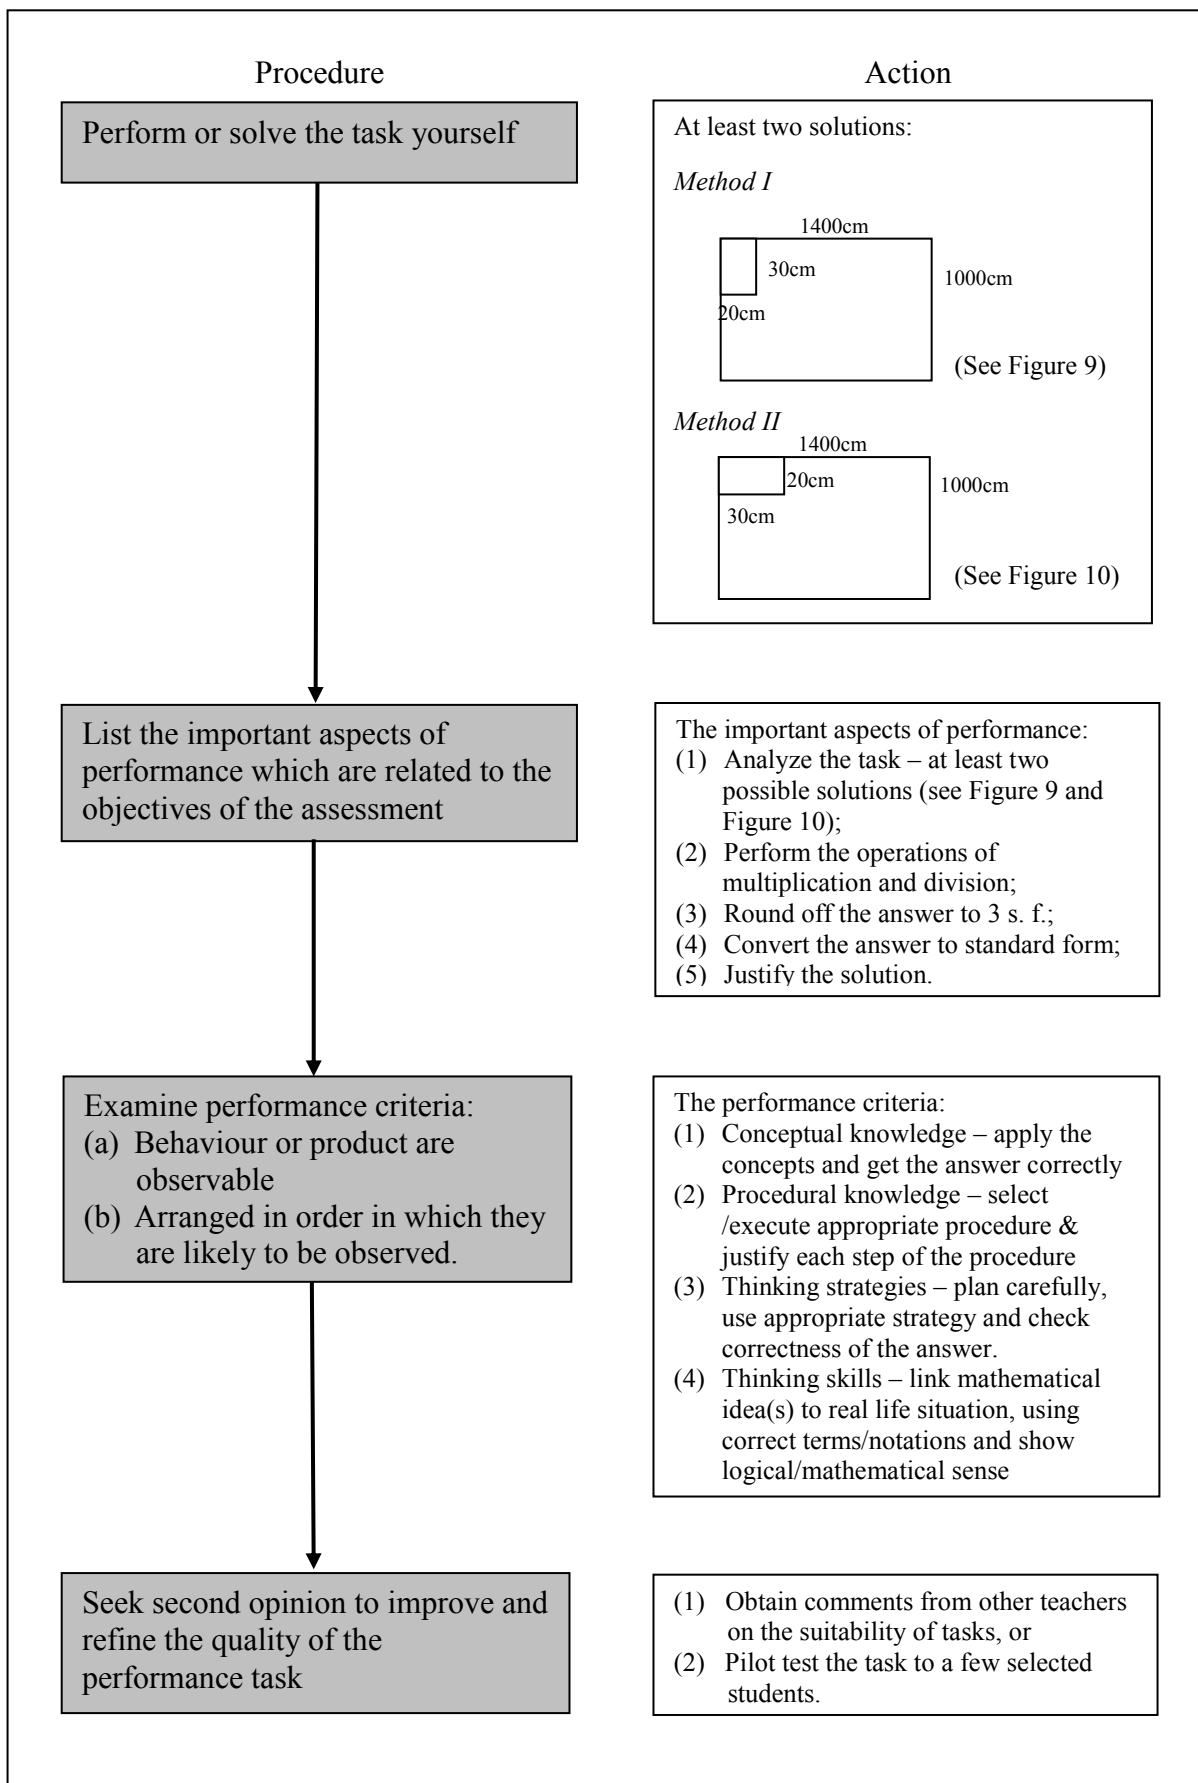 Procedure
Action
Perform or solve the task yourself
At least two solutions:
Method I
1400cm
30cm
1000cm
20cm
(See Figure 9)
Method II
1400cm
20cm
1000cm
30cm
(See Figure 10)
List the important aspects of
performance which are related to the
objectives of the assessment
The important aspects of performance:
(1) Analyze the task – at least two
possible solutions (see Figure 9 and
Figure 10);
(2) Perform the operations of
multiplication and division;
(3) Round off the answer to 3 s. f.;
(4) Convert the answer to standard form;
(5) Justify the solution.
Examine performance criteria:
(a) Behaviour or product are
observable
(b) Arranged in order in which they
are likely to be observed.
The performance criteria:
(1) Conceptual knowledge – apply the
concepts and get the answer correctly
(2) Procedural knowledge – select
/execute appropriate procedure &
justify each step of the procedure
(3) Thinking strategies – plan carefully,
use appropriate strategy and check
correctness of the answer.
(4) Thinking skills – link mathematical
idea(s) to real life situation, using
correct terms/notations and show
logical/mathematical sense
Seek second opinion to improve and
refine the quality of the
performance task
(1) Obtain comments from other teachers
on the suitability of tasks, or
(2) Pilot test the task to a few selected
students.